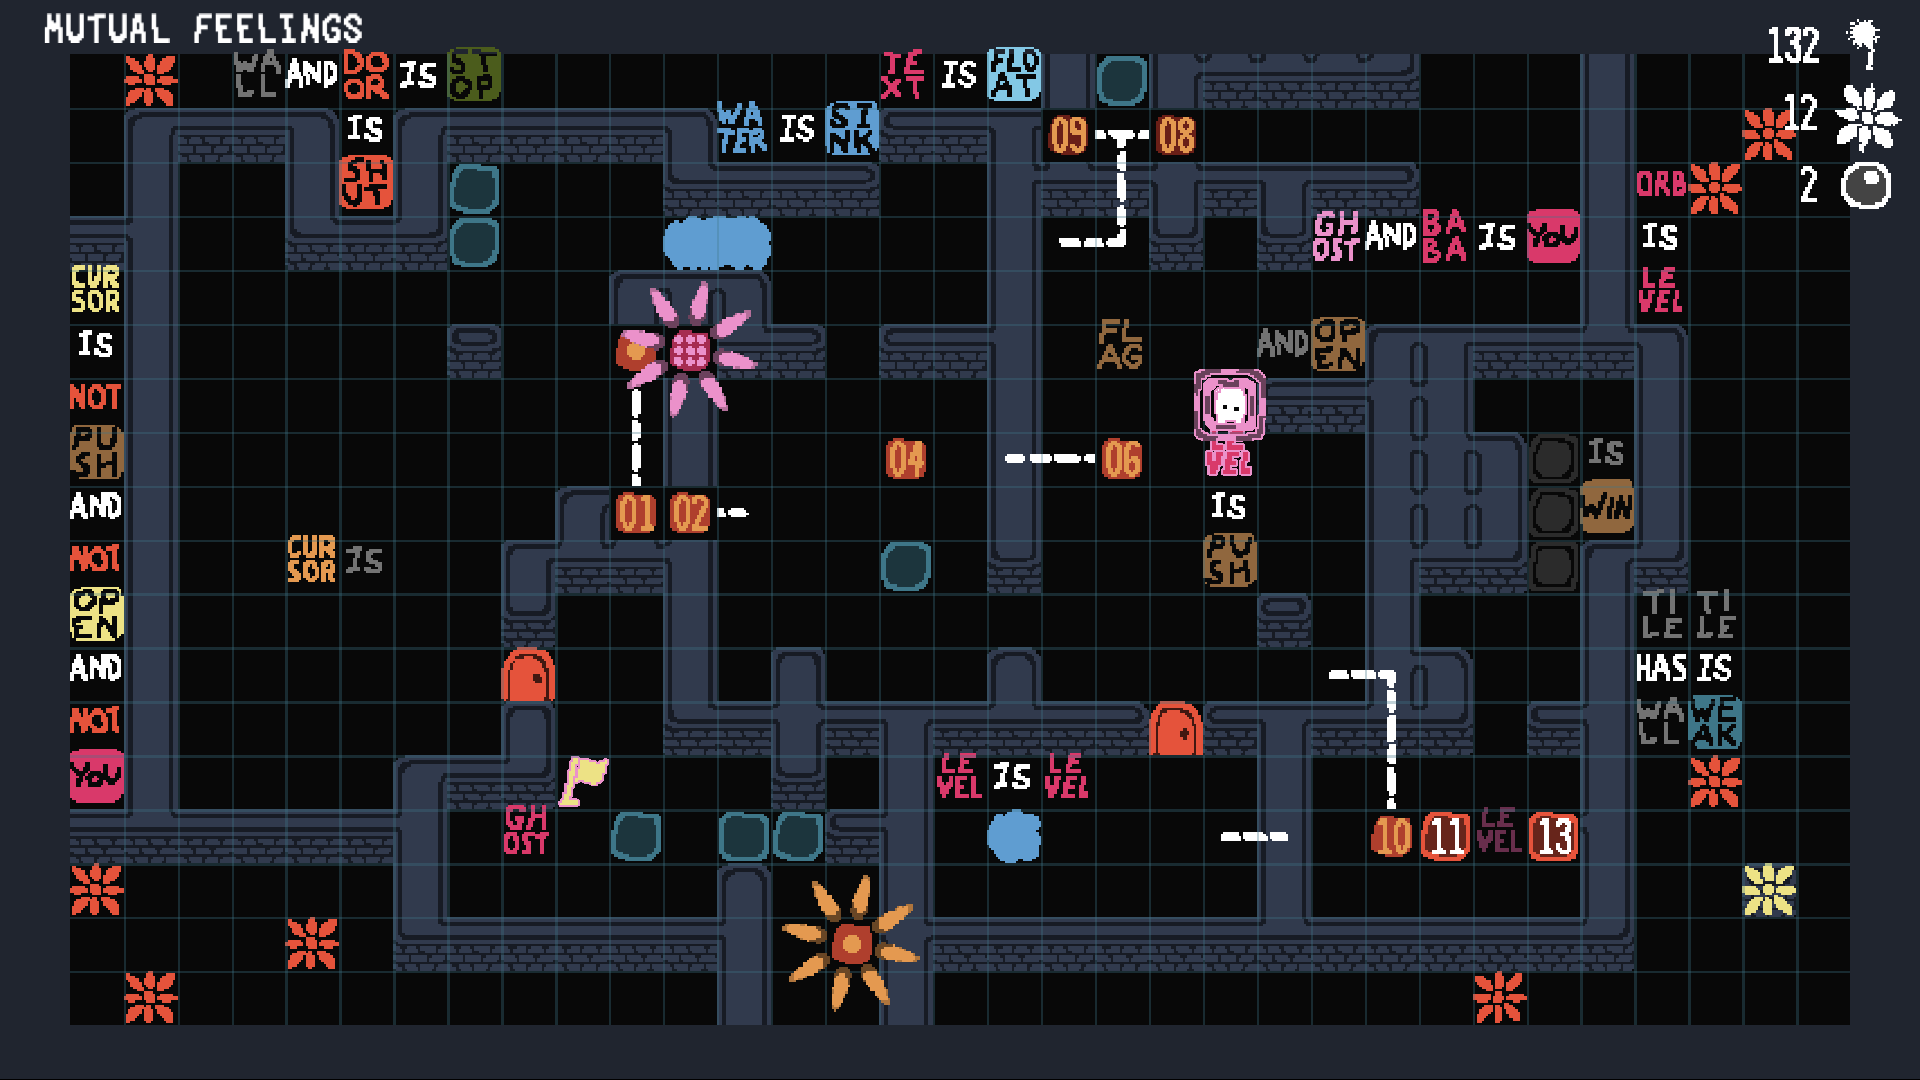 MUTUAL FEELINGS
132
WALL AND DOOR IS STOP
TEXT IS FLOAT
12
IS
WATER IS SINK
09 08
SHUT
ORB
2
GHOST AND BABA IS YOU
IS
CURSOR
LEVEL
IS
FLAG
AND OPEN
NOT
PUSH
04
06
LEVEL
IS
AND
01 02
IS
WIN
NOT
CURSOR IS
PUSH
OPEN
TILE TILE
AND
HAS IS
NOT
WALL WEAK
YOU
LEVEL IS LEVEL
GHOST
10 11 LEVEL 13